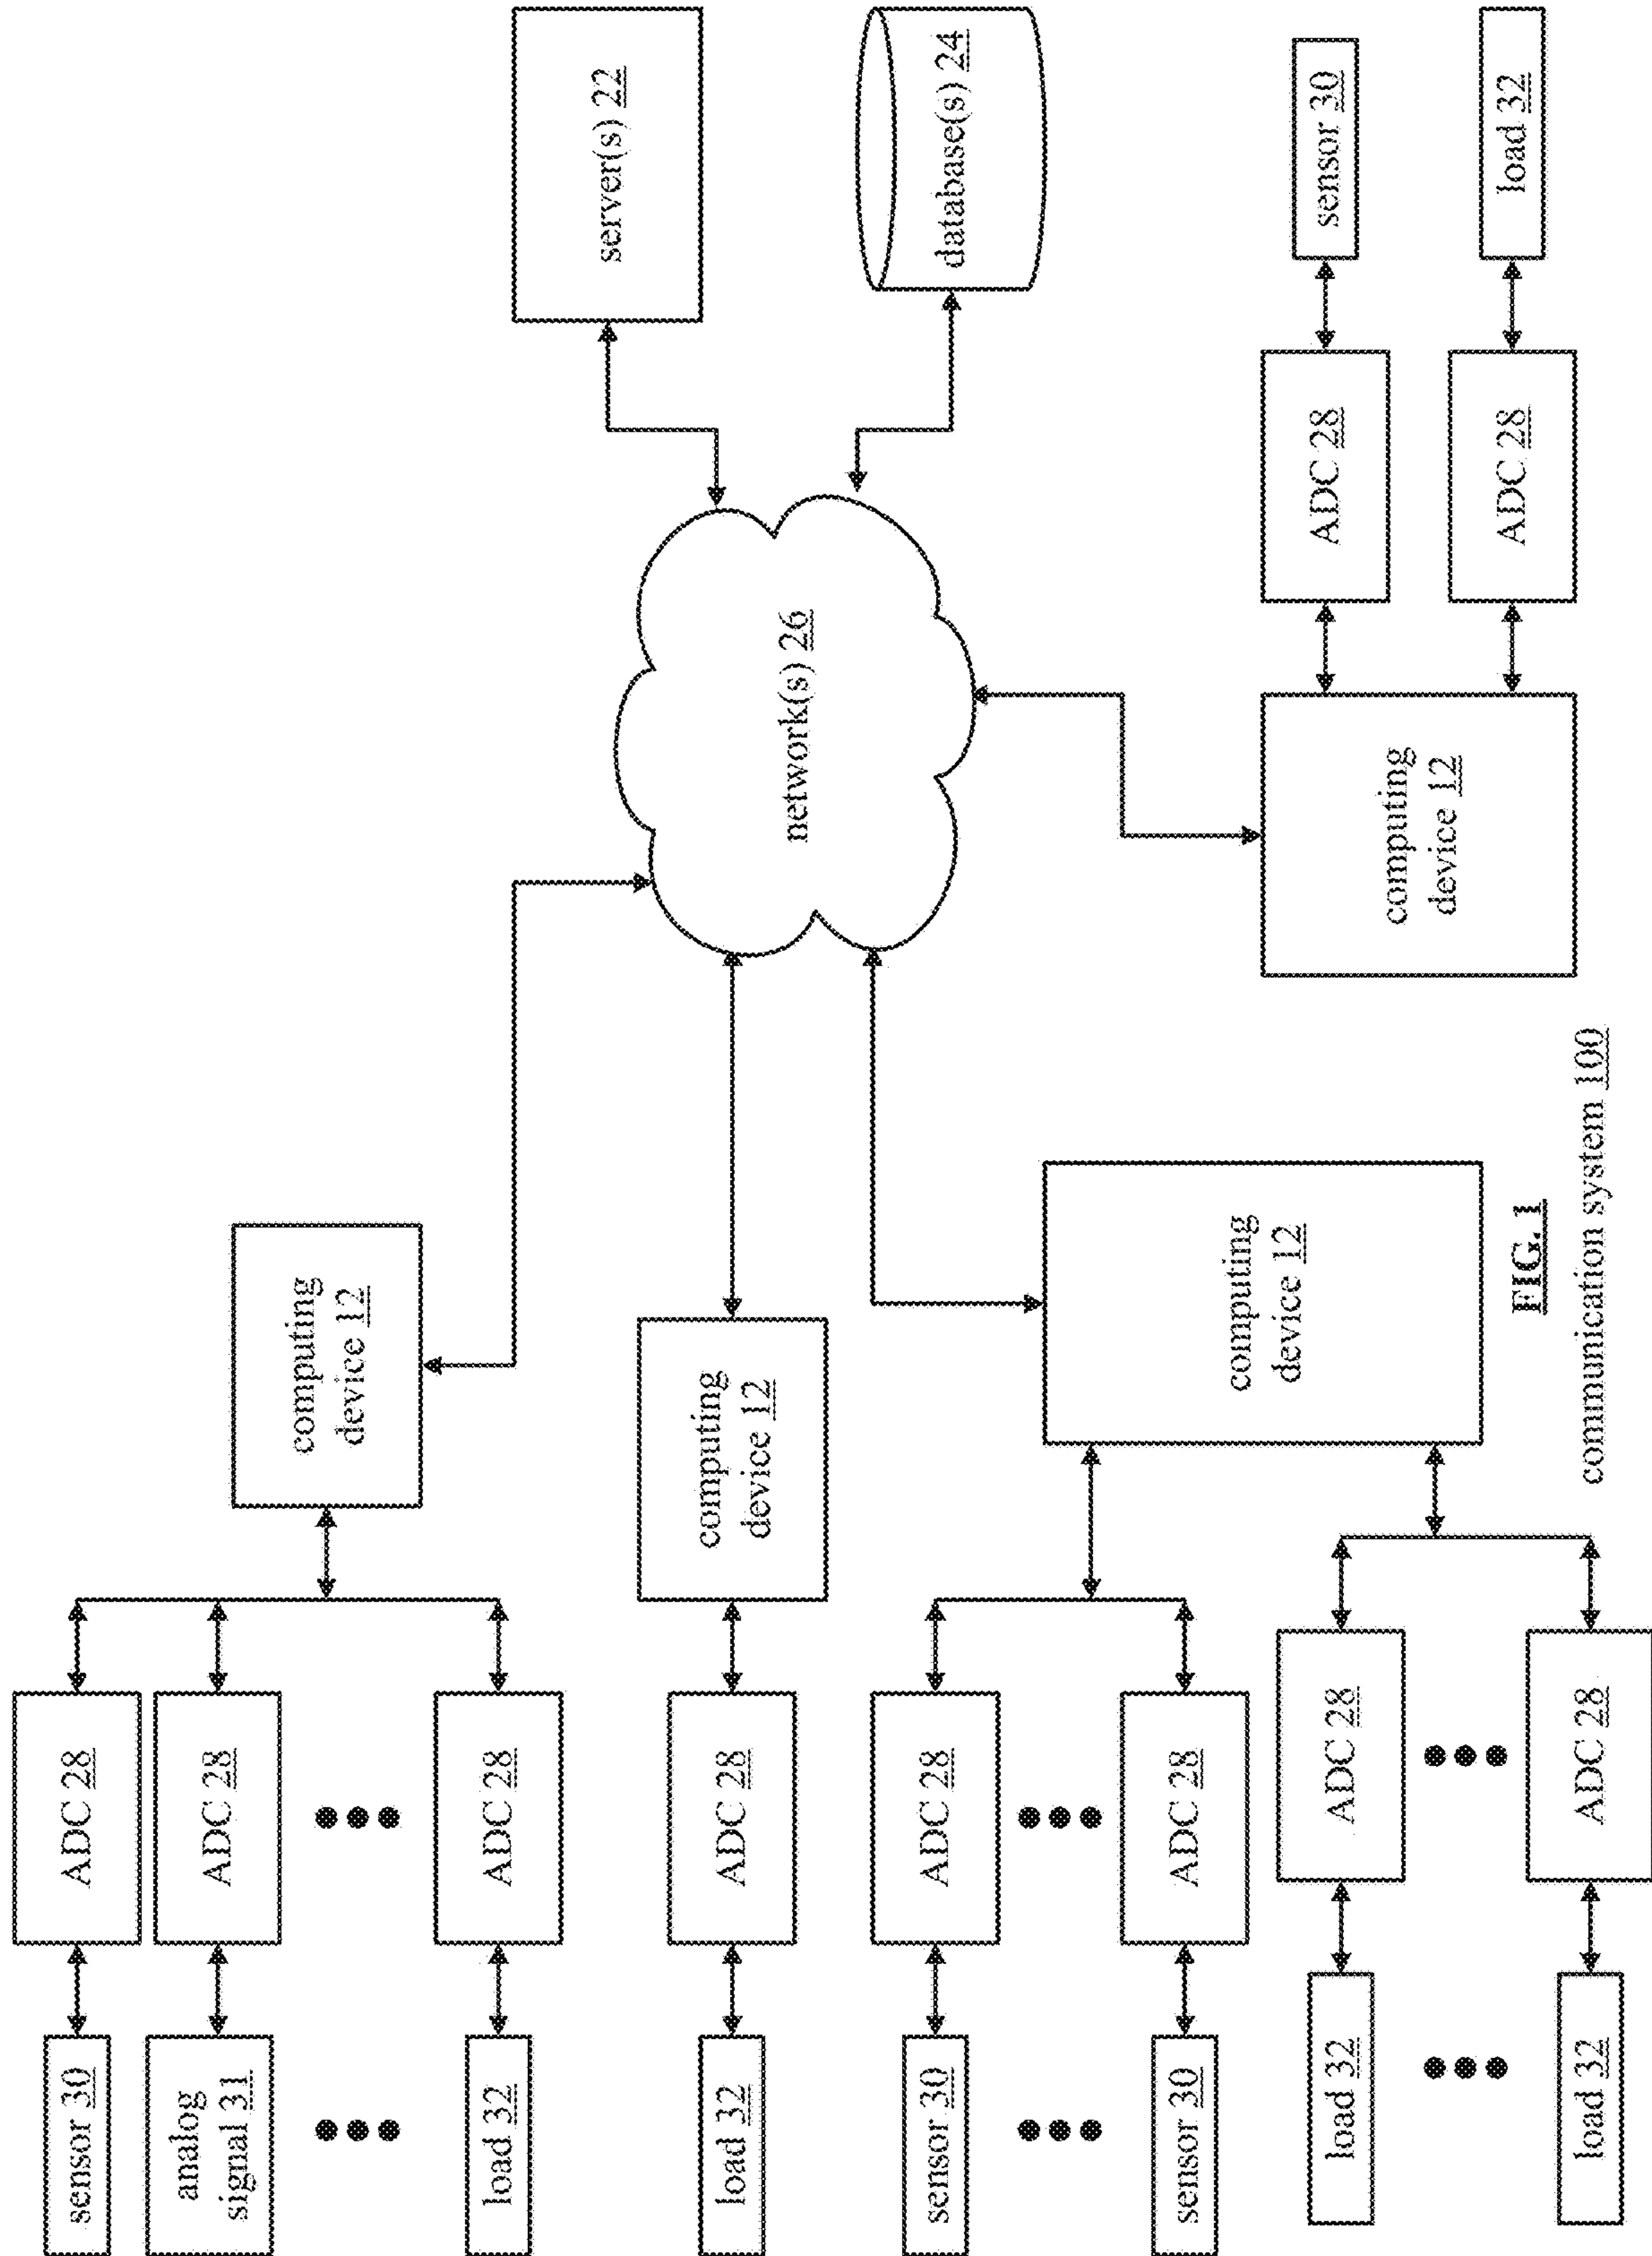 sensor 30
ADC 28
analog
signal 31
ADC 28
computing
device 12
load 32
ADC 28
server(s) 22
load 32
ADC 28
computing
device 12
network(s) 26
database(s) 24
sensor 30
ADC 28
sensor 30
ADC 28
computing
device 12
load 32
ADC 28
load 32
ADC 28
computing
device 12
ADC 28
sensor 30
ADC 28
load 32
FIG. 1
communication system 100